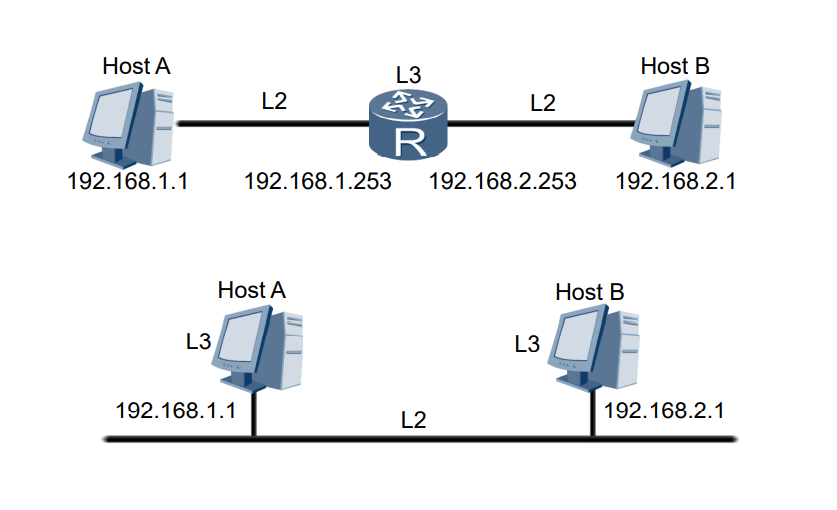 Host A
L3
Host B
L2
L2
R
192.168.1.1
192.168.1.253
192.168.2.253
192.168.2.1
Host A
Host B
L3
L3
192.168.1.1
L2
192.168.2.1